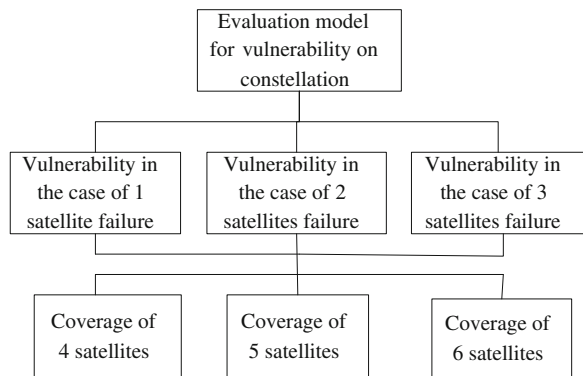 Evaluation model
for vulnerability on
constellation
Vulnerability in
the case of 1
satellite failure
Vulnerability in
the case of 2
satellites failure
Vulnerability in
the case of 3
satellites failure
Coverage of
4 satellites
Coverage of
5 satellites
Coverage of
6 satellites